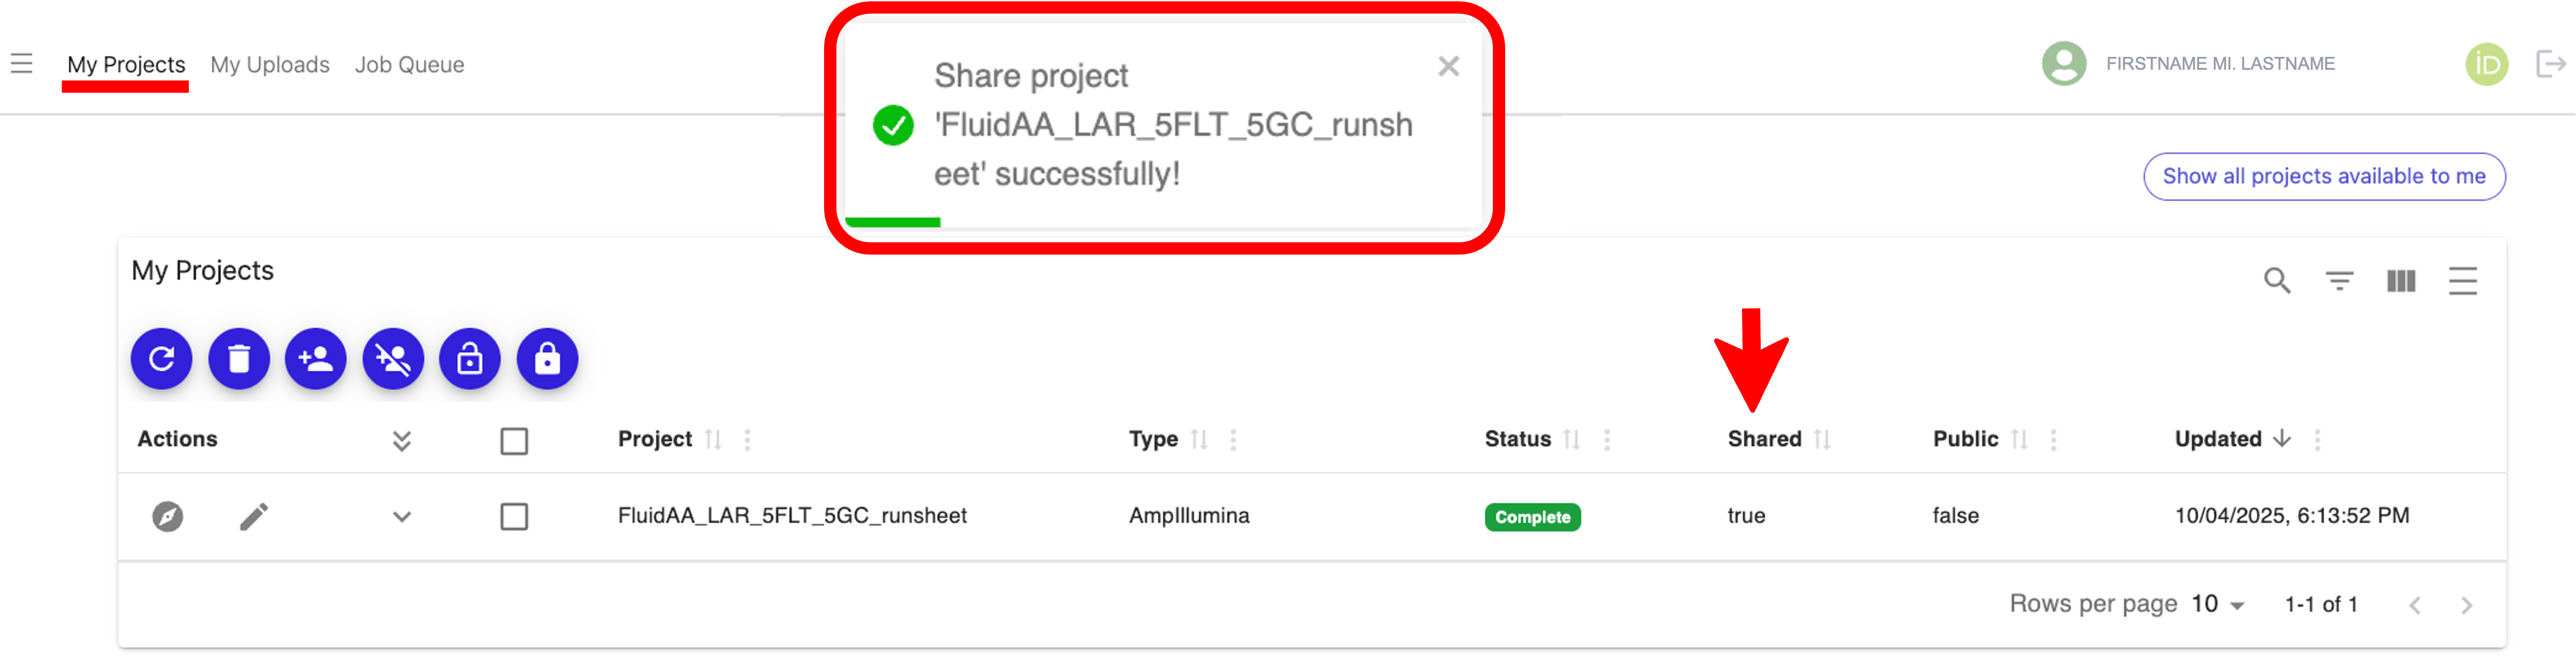 My Projects My Uploads Job Queue
Share project
'FluidAA_LAR_5FLT_5GC_runsh
eet' successfully!
FIRSTNAME MI. LASTNAME
iD
Show all projects available to me
My Projects
Actions Project Type Status Shared Public Updated
FluidAA_LAR_5FLT_5GC_runsheet AmpIllumina Complete true false 10/04/2025, 6:13:52 PM
Rows per page 10 1-1 of 1